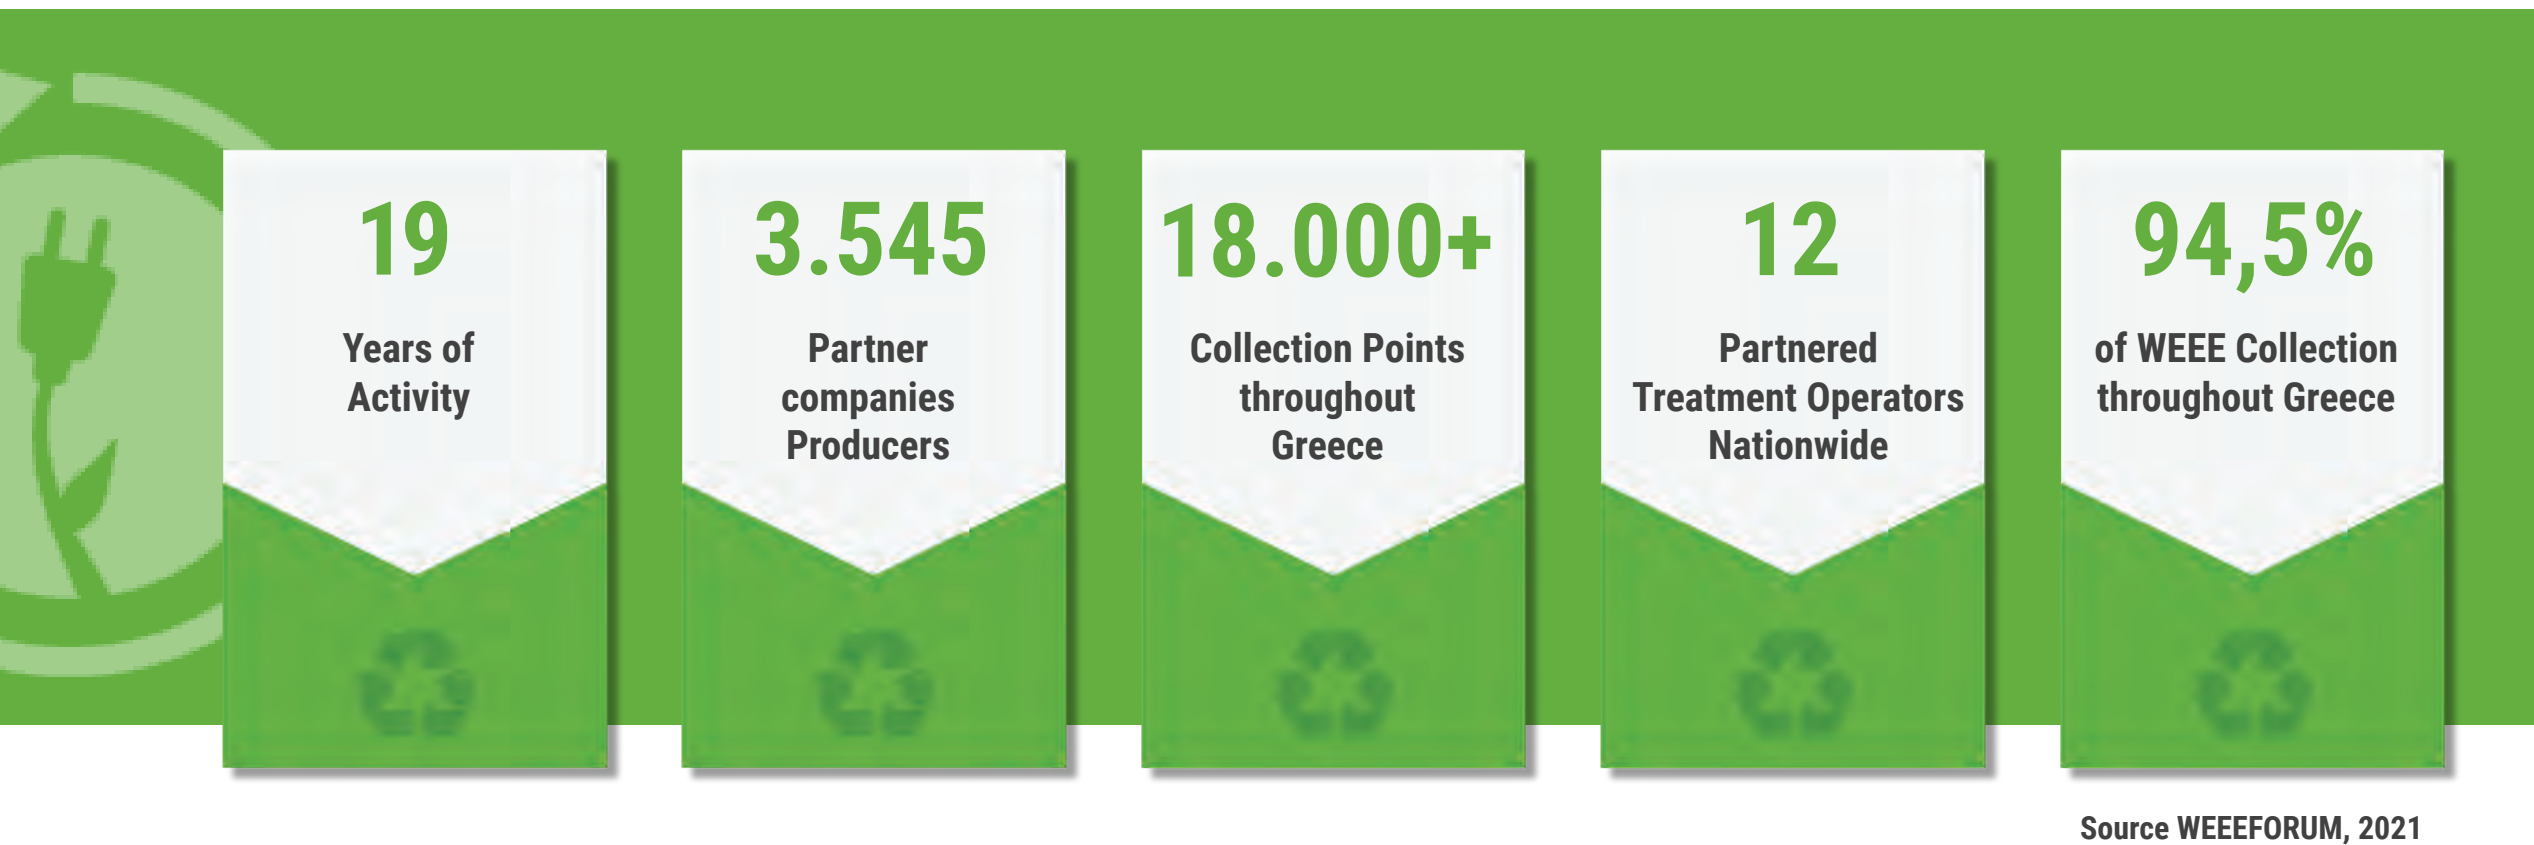 19
Years of
Activity
3.545
Partner
companies
Producers
18.000+
Collection Points
throughout
Greece
12
Partnered
Treatment Operators
Nationwide
94,5%
of WEEE Collection
throughout Greece
Source WEEEFORUM, 2021